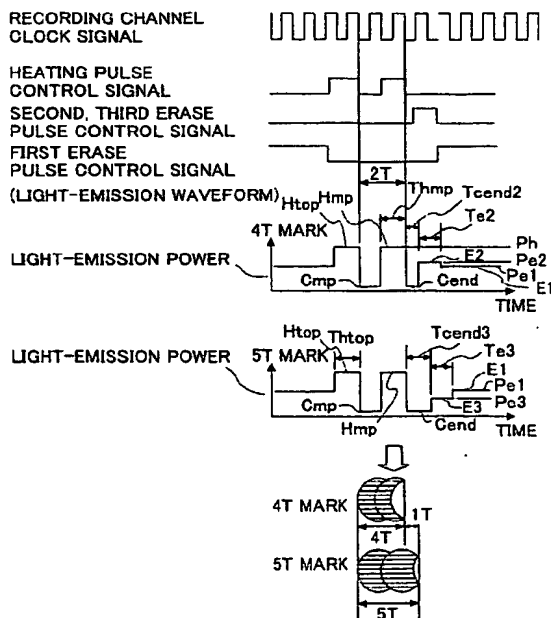 RECORDING CHANNEL
CLOCK SIGNAL
HEATING PULSE
CONTROL SIGNAL
SECOND, THIRD ERASE
PULSE CONTROL SIGNAL
FIRST ERASE
PULSE CONTROL SIGNAL
2T
Thmp
(LIGHT-EMISSION WAVEFORM)
Htop
Hmp
Tcend2
Te2
4T MARK
Ph
LIGHT-EMISSION POWER
E2
Pe2
Pe1
E1
Cmp
Cend
TIME
Htop
Thtop
Tcend3
Te3
5T MARK
LIGHT-EMISSION POWER
E1
Pe1
Pe3
Cmp
Hmp
Cend
E3
TIME
4T MARK
1T
4T
5T MARK
5T